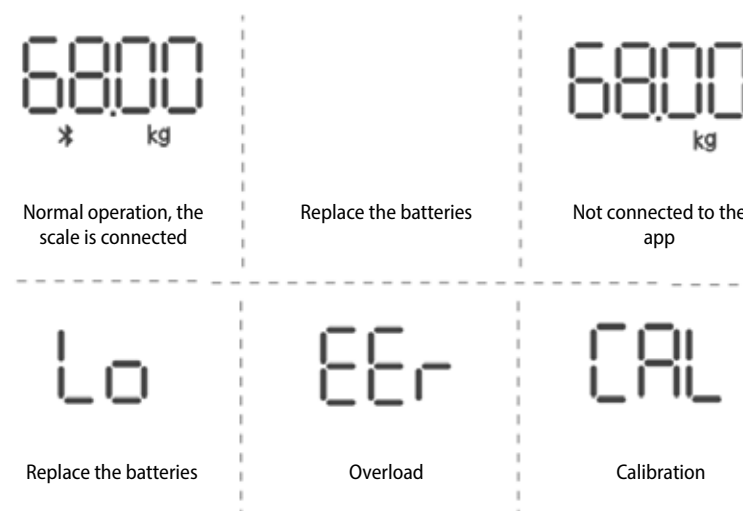 68.00
kg
Normal operation, the
scale is connected
Replace the batteries
68.00
kg
Not connected to the
app
Lo
Replace the batteries
EEr
Overload
CAL
Calibration